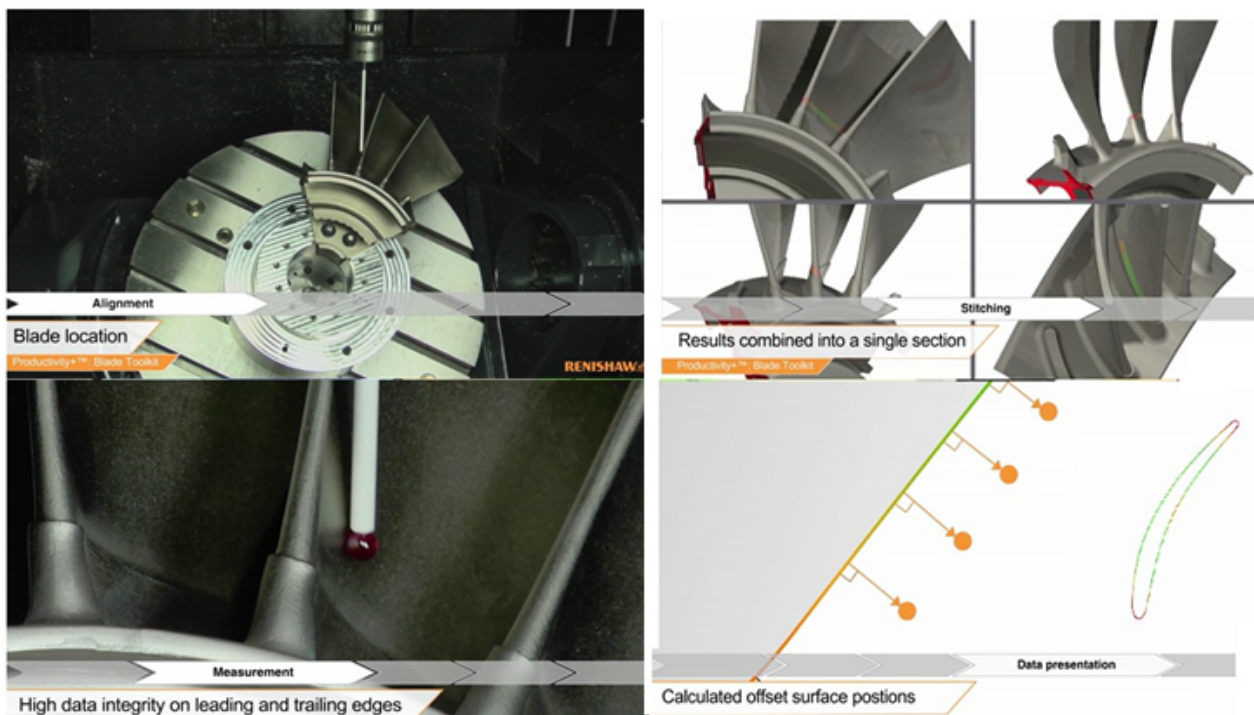 Alignment
Blade location
Productivity+™: Blade Toolkit
RENISHAW
Stitching
Results combined into a single section
Productivity+™: Blade Toolkit
Measurement
High data integrity on leading and trailing edges
Data presentation
Calculated offset surface postions